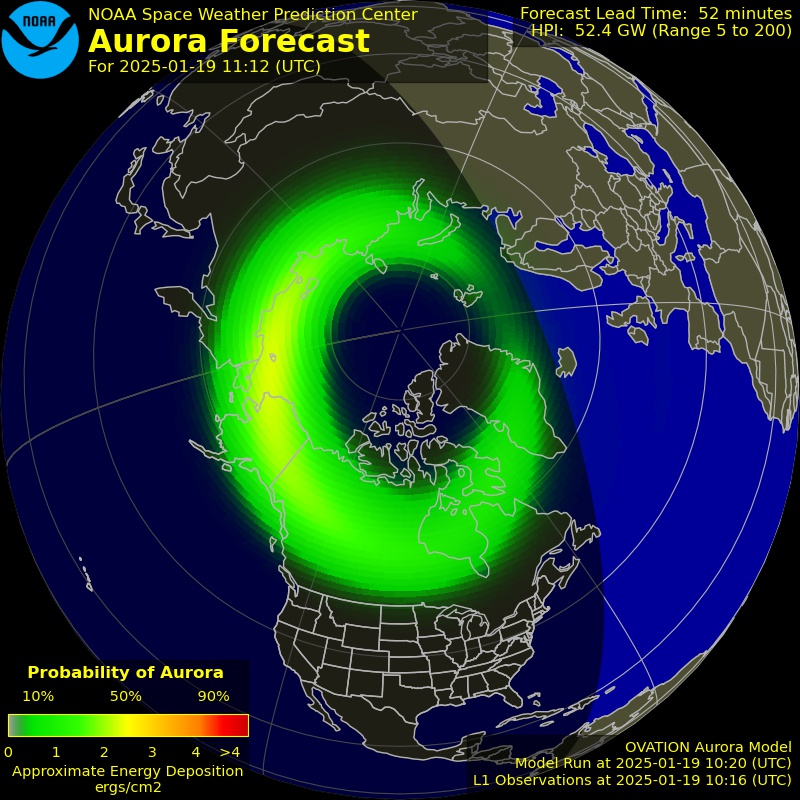 NOAA
NOAA Space Weather Prediction Center
Aurora Forecast
For 2025-01-19 11:12 (UTC)
Forecast Lead Time: 52 minutes
HPI: 52.4 GW (Range 5 to 200)
Probability of Aurora
10% 50% 90%
0 1 2 3 4 >4
Approximate Energy Deposition
ergs/cm2
OVATION Aurora Model
Model Run at 2025-01-19 10:20 (UTC)
L1 Observations at 2025-01-19 10:16 (UTC)